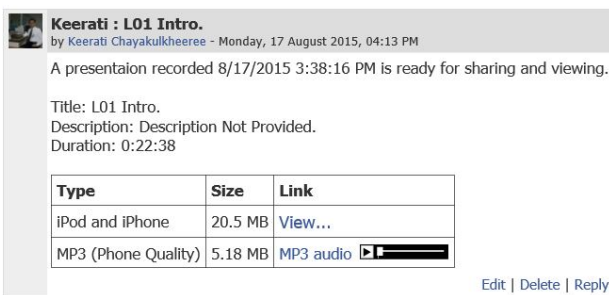 Keerati : L01 Intro.
by Keerati Chayakulkheeree - Monday, 17 August 2015, 04:13 PM
A presentaion recorded 8/17/2015 3:38:16 PM is ready for sharing and viewing.
Title: L01 Intro.
Description: Description Not Provided.
Duration: 0:22:38
Type Size Link
iPod and iPhone 20.5 MB View...
MP3 (Phone Quality) 5.18 MB MP3 audio
Edit | Delete | Reply